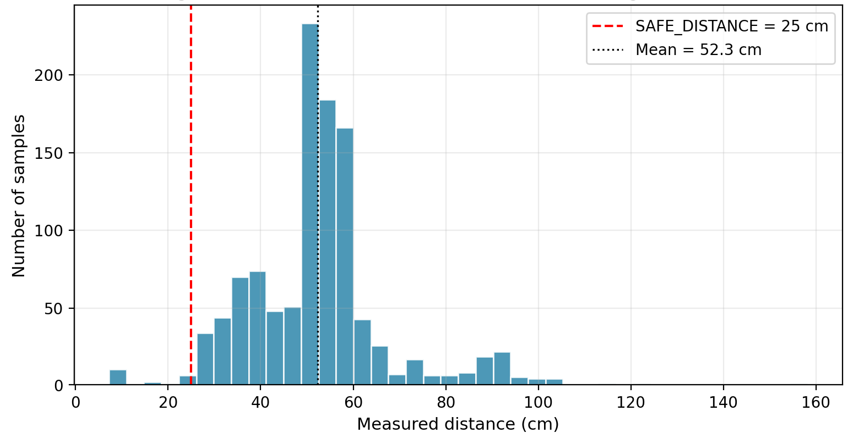 SAFE_DISTANCE = 25 cm
Mean = 52.3 cm
Number of samples
200
150
100
50
0
0 20 40 60 80 100 120 140 160
Measured distance (cm)